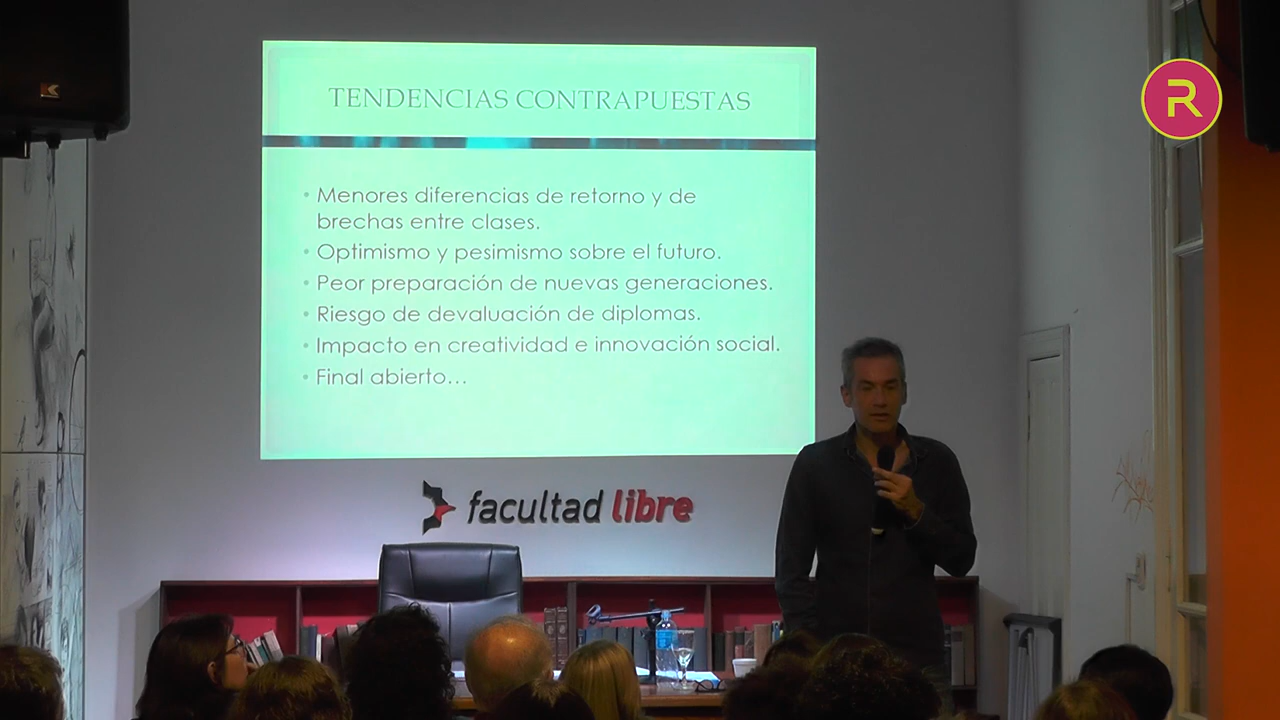 TENDENCIAS CONTRAPUESTAS
• Menores diferencias de retorno y de
brechas entre clases.
• Optimismo y pesimismo sobre el futuro.
• Peor preparación de nuevas generaciones.
• Riesgo de devaluación de diplomas.
• Impacto en creatividad e innovación social.
• Final abierto...
facultad libre
R